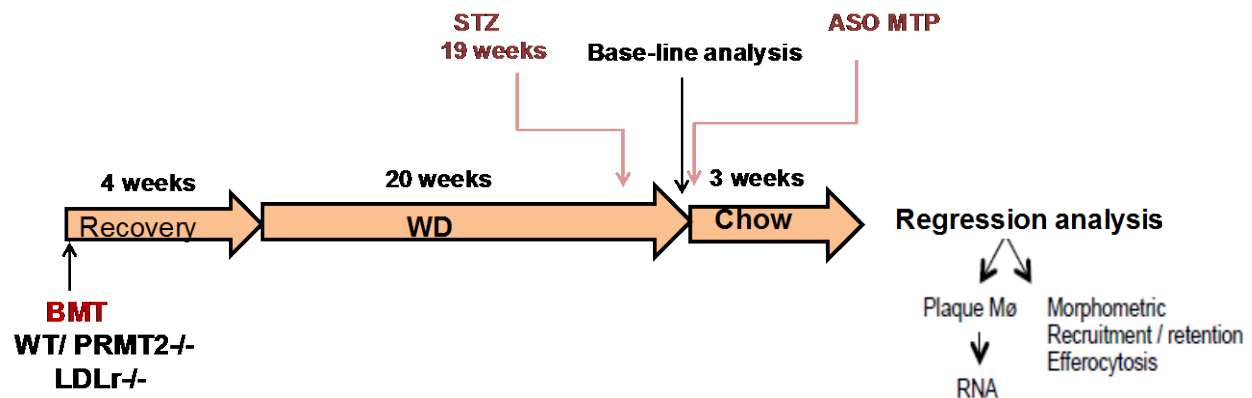 STZ
19 weeks
Base-line analysis
ASO MTP
4 weeks
20 weeks
3 weeks
Recovery
WD
Chow
BMT
WT/ PRMT2-/-
LDLr-/-
Regression analysis
Plaque Mø
RNA
Morphometric
Recruitment / retention
Efferocytosis